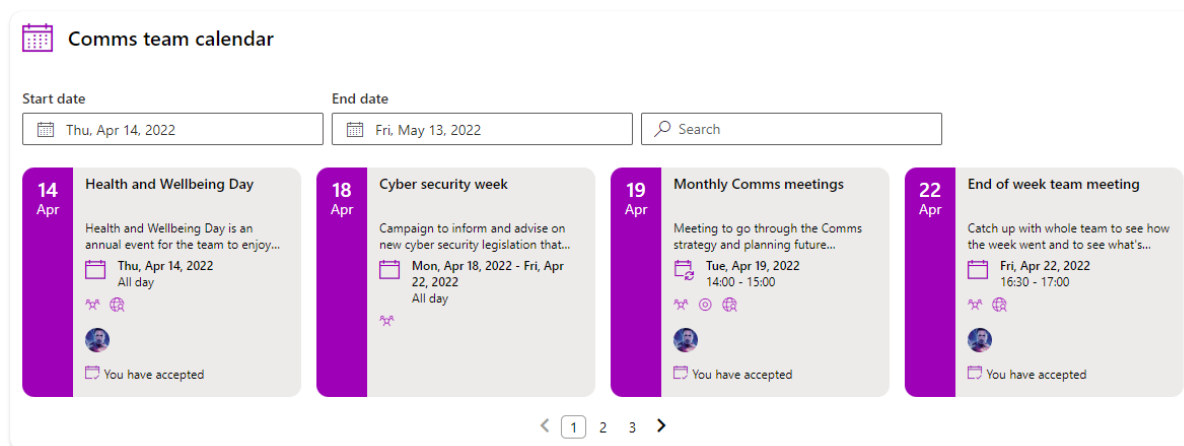 Comms team calendar
Start date
End date
Thu, Apr 14, 2022
Fri, May 13, 2022
Search
14
Apr
Health and Wellbeing Day
Health and Wellbeing Day is an
annual event for the team to enjoy...
Thu, Apr 14, 2022
All day
You have accepted
18
Apr
Cyber security week
Campaign to inform and advise on
new cyber security legislation that...
Mon, Apr 18, 2022 - Fri, Apr
22, 2022
All day
19
Apr
Monthly Comms meetings
Meeting to go through the Comms
strategy and planning future...
Tue, Apr 19, 2022
14:00 - 15:00
You have accepted
22
Apr
End of week team meeting
Catch up with whole team to see how
the week went and to see what's...
Fri, Apr 22, 2022
16:30 - 17:00
You have accepted
1 2 3